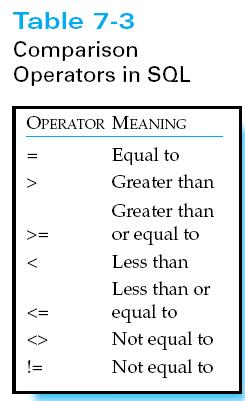 Table 7-3
Comparison
Operators in SQL
OPERATOR MEANING
= Equal to
> Greater than
Greater than
>= or equal to
< Less than
Less than or
<= equal to
<> Not equal to
!= Not equal to